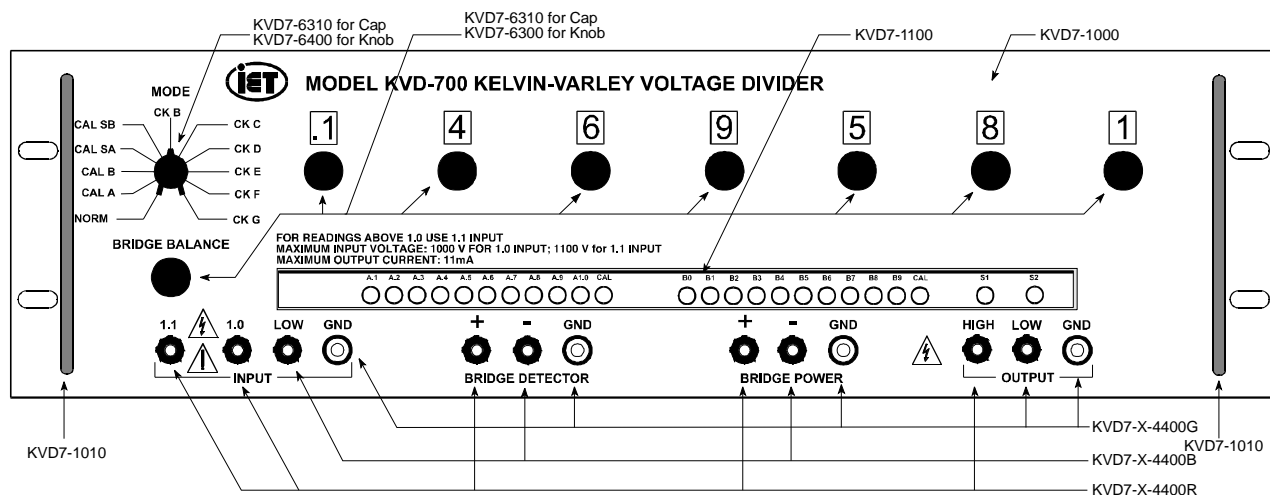 KVD7-6310 for Cap
KVD7-6400 for Knob
KVD7-6310 for Cap
KVD7-6300 for Knob
KVD7-1100
KVD7-1000
iET
MODEL KVD-700 KELVIN-VARLEY VOLTAGE DIVIDER
MODE
CK B
CAL SB
CK C
CAL SA
CK D
CAL B
CK E
CAL A
CK F
NORM
CK G
.1 4 6 9 5 8 1
BRIDGE BALANCE
FOR READINGS ABOVE 1.0 USE 1.1 INPUT
MAXIMUM INPUT VOLTAGE: 1000 V FOR 1.0 INPUT; 1100 V for 1.1 INPUT
MAXIMUM OUTPUT CURRENT: 11mA
A.1 A.2 A.3 A.4 A.5 A.6 A.7 A.8 A.9 A1.0 CAL B0 B1 B2 B3 B4 B5 B6 B7 B8 B9 CAL S1 S2
1.1 1.0 LOW GND + - GND + - GND HIGH LOW GND
INPUT BRIDGE DETECTOR BRIDGE POWER OUTPUT
KVD7-1010
KVD7-X-4400G
KVD7-1010
KVD7-X-4400B
KVD7-X-4400R